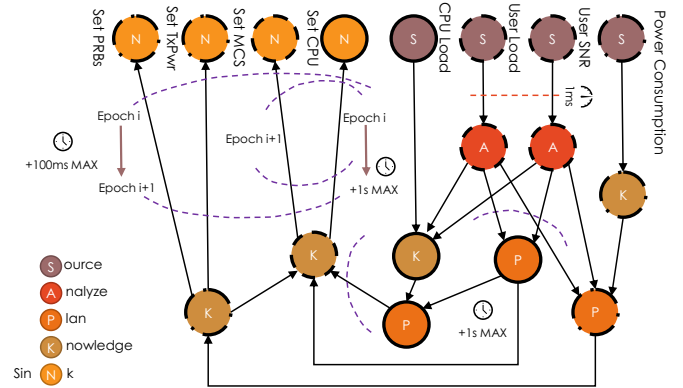 Set PRBs
Set TxPwr
Set MCS
Set CPU
CPU Load
User Load
User SNR
Power Consumption
N
N
N
N
S
S
S
S
1ms
Epoch i
Epoch i
Epoch i+1
+100ms MAX
+1s MAX
Epoch i+1
A
A
K
K
K
P
K
P
P
+1s MAX
S ource
A nalyze
P lan
K nowledge
Sin N k